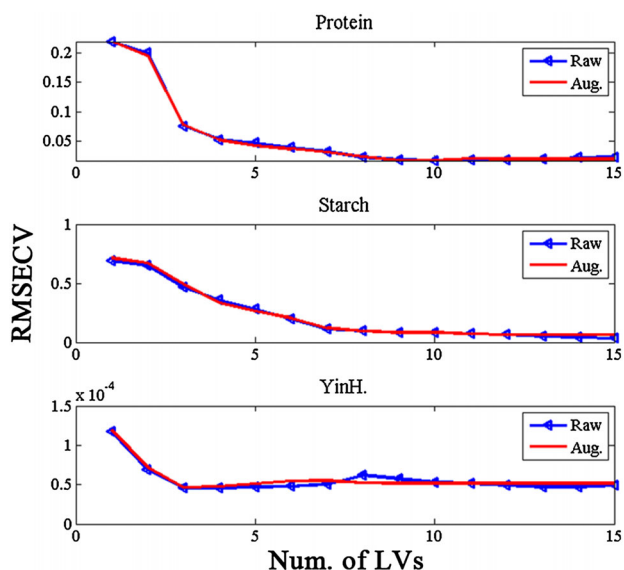 Protein
0.2
0.15
0.1
0.05
0 5 10 15
Raw
Aug.
Starch
1
0.5
0
0 5 10 15
Raw
Aug.
RMSECV
YinH.
x 10⁻⁴
1.5
1
0.5
0
0 5 10 15
Raw
Aug.
Num. of LVs